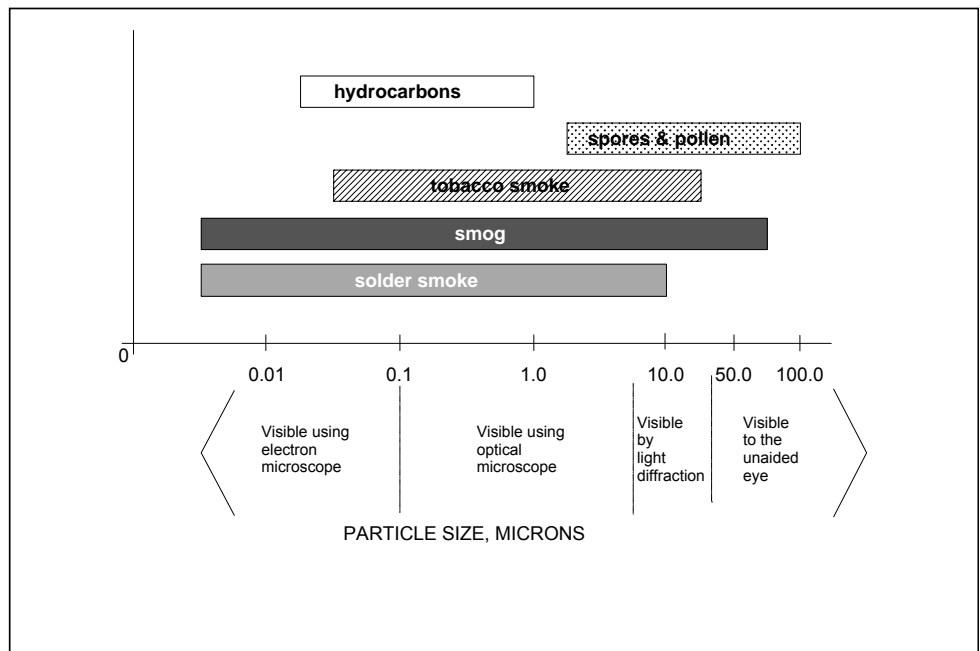 hydrocarbons
spores & pollen
tobacco smoke
smog
solder smoke
0
0.01 0.1 1.0 10.0 50.0 100.0
Visible using
electron
microscope
Visible using
optical
microscope
Visible
by
light
diffraction
Visible
to the
unaided
eye
PARTICLE SIZE, MICRONS